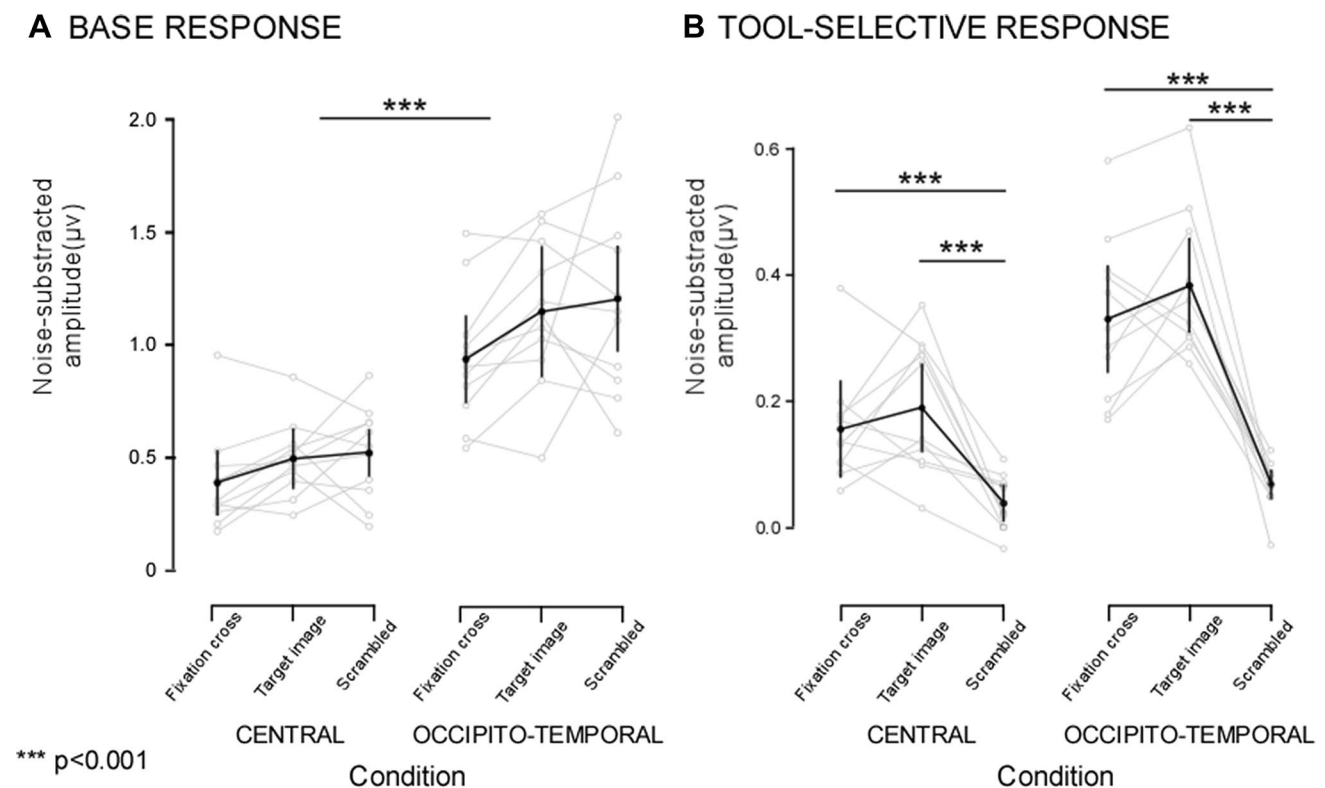 A BASE RESPONSE
***
2.0
1.5
1.0
0.5
0
Noise-substracted
amplitude(µv)
Fixation cross
Target image
Scrambled
Fixation cross
Target image
Scrambled
CENTRAL
OCCIPITO-TEMPORAL
Condition
*** p<0.001
B TOOL-SELECTIVE RESPONSE
***
***
***
***
0.6
0.4
0.2
0.0
Noise-substracted
amplitude(µv)
Fixation cross
Target image
Scrambled
Fixation cross
Target image
Scrambled
CENTRAL
OCCIPITO-TEMPORAL
Condition